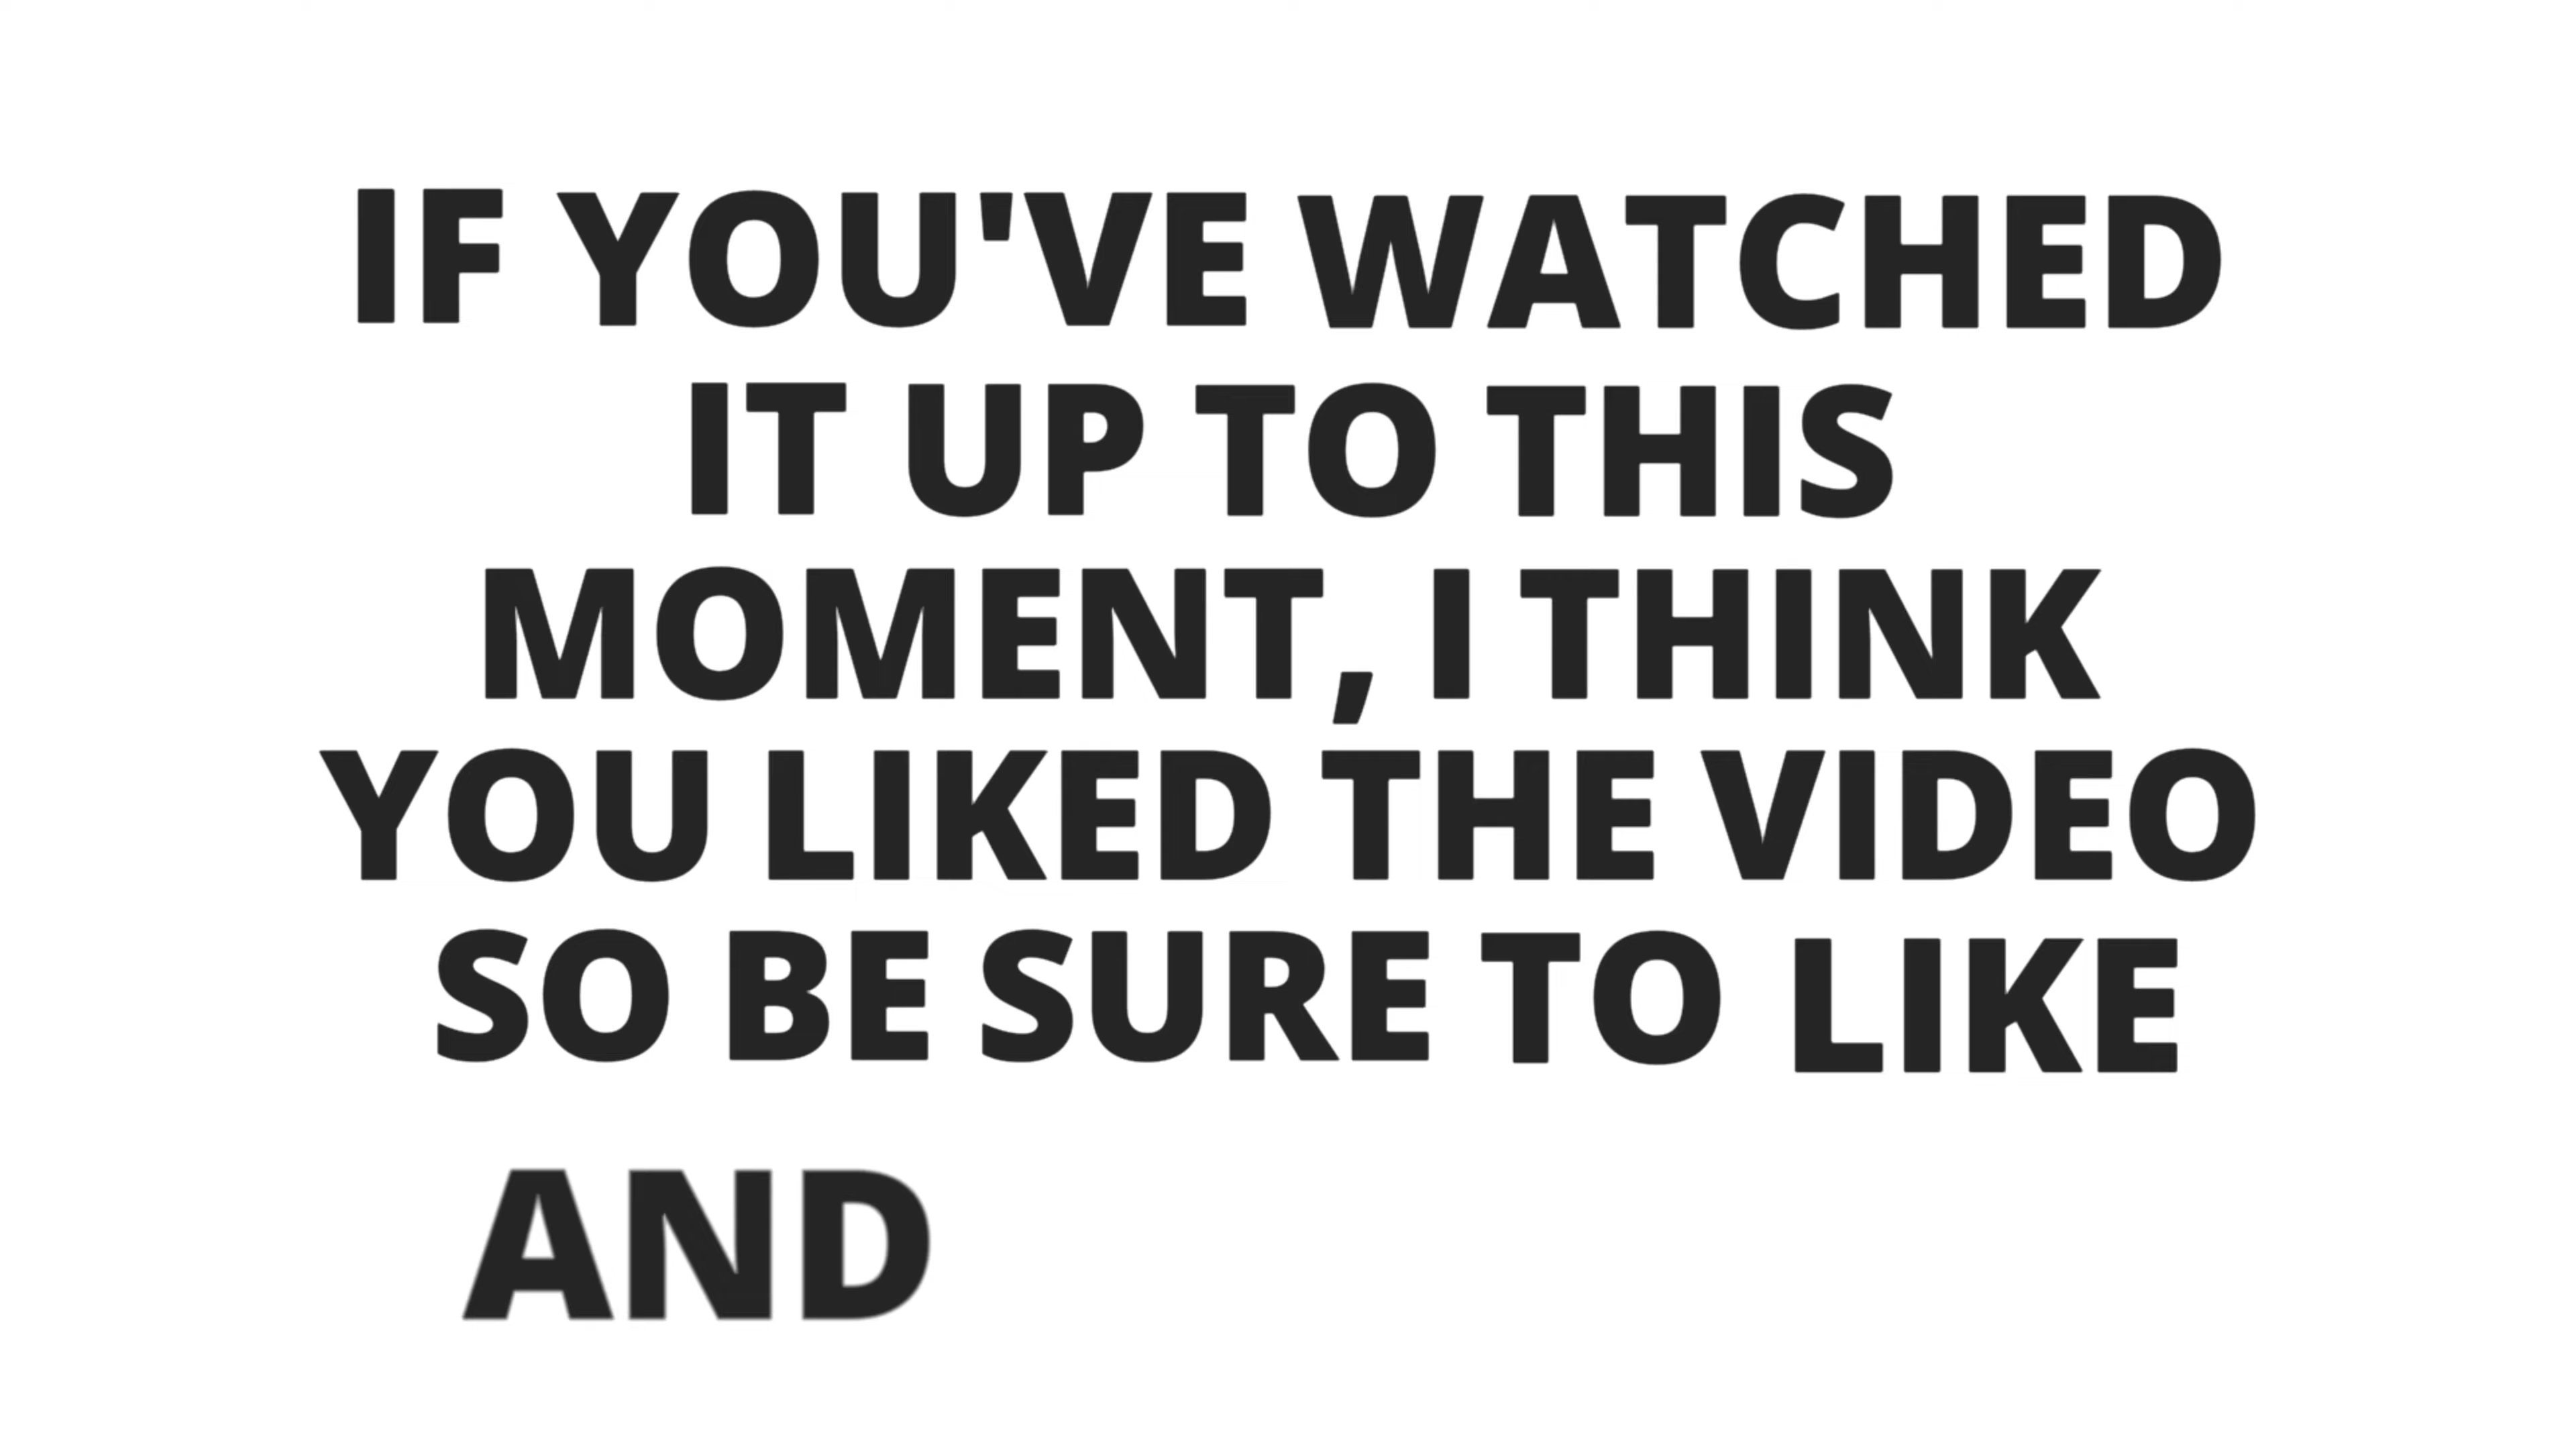 IF YOU'VE WATCHED
IT UP TO THIS
MOMENT, I THINK
YOU LIKED THE VIDEO
SO BE SURE TO LIKE
AND